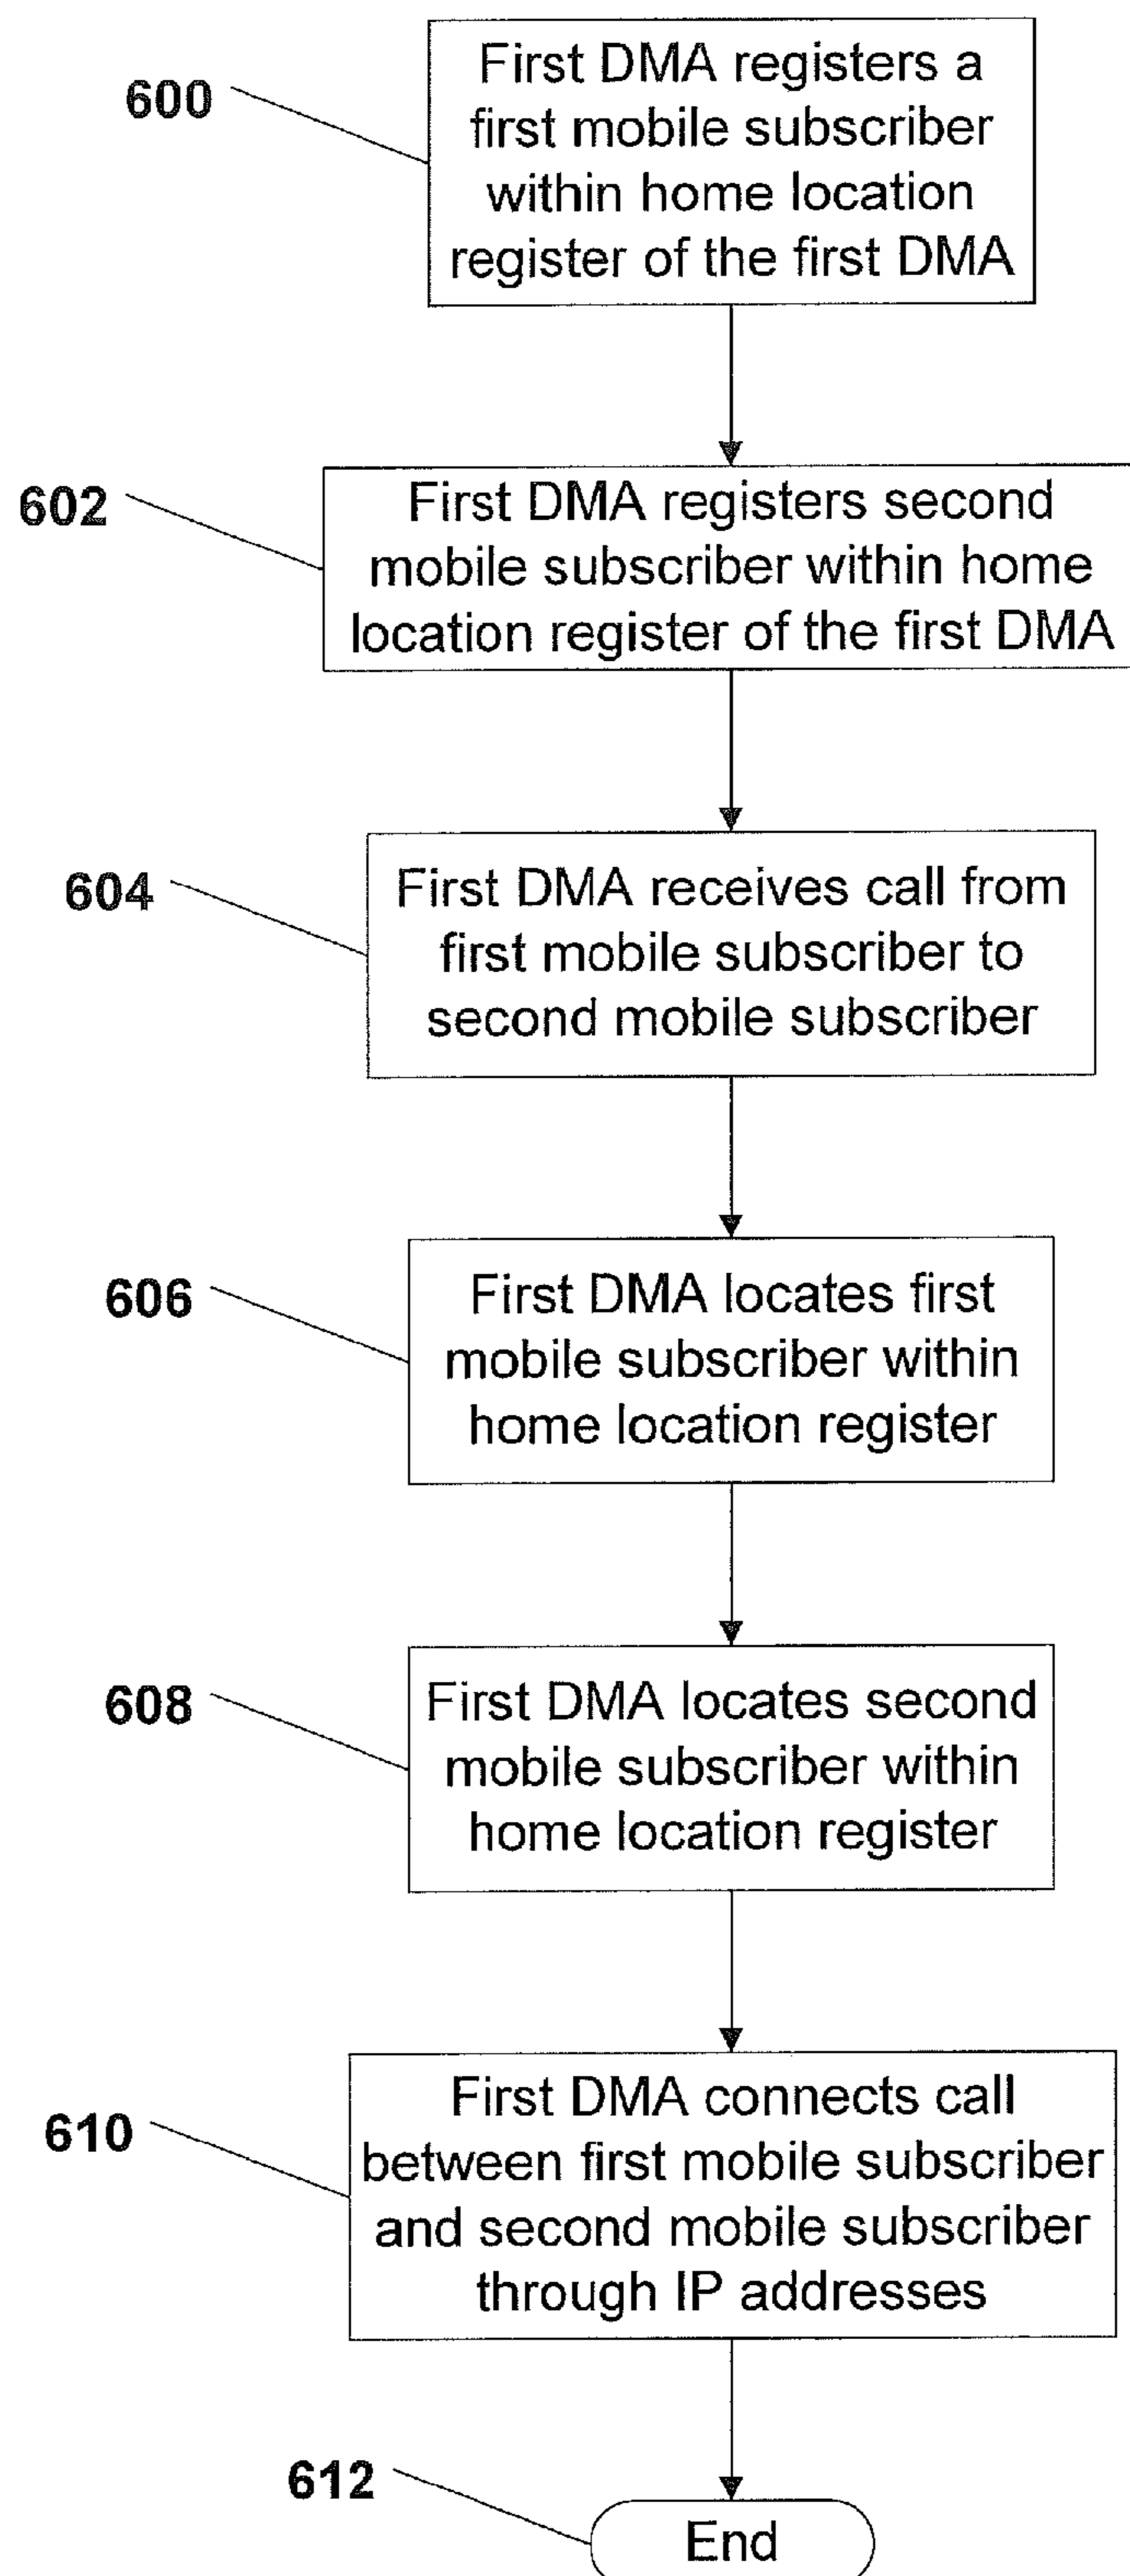 600
First DMA registers a
first mobile subscriber
within home location
register of the first DMA
602
First DMA registers second
mobile subscriber within home
location register of the first DMA
604
First DMA receives call from
first mobile subscriber to
second mobile subscriber
606
First DMA locates first
mobile subscriber within
home location register
608
First DMA locates second
mobile subscriber within
home location register
610
First DMA connects call
between first mobile subscriber
and second mobile subscriber
through IP addresses
612
End